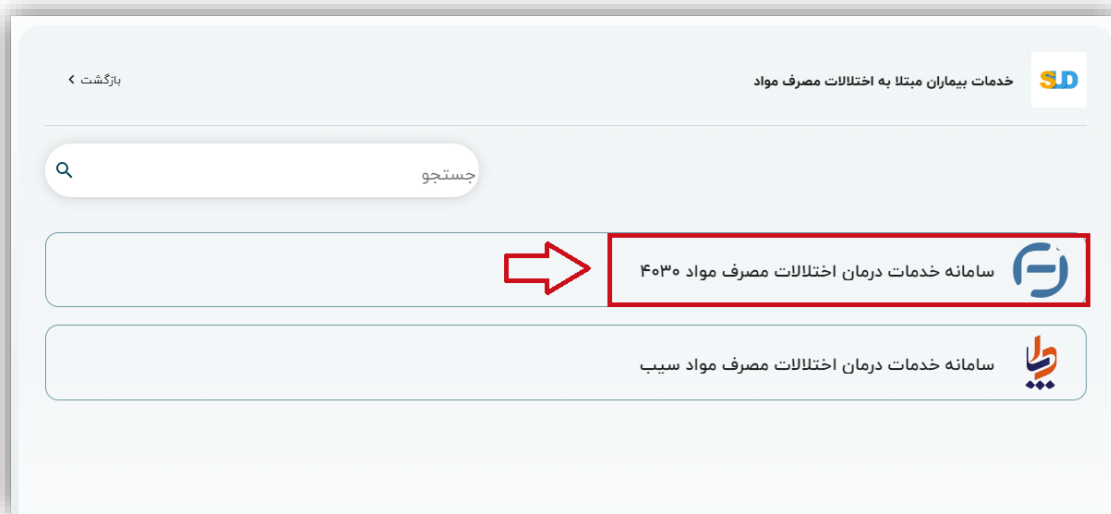 SUD
خدمات بیماران مبتلا به اختلالات مصرف مواد
بازگشت
جستجو
سامانه خدمات درمان اختلالات مصرف مواد ۴۰۳۰
سامانه خدمات درمان اختلالات مصرف مواد سیب